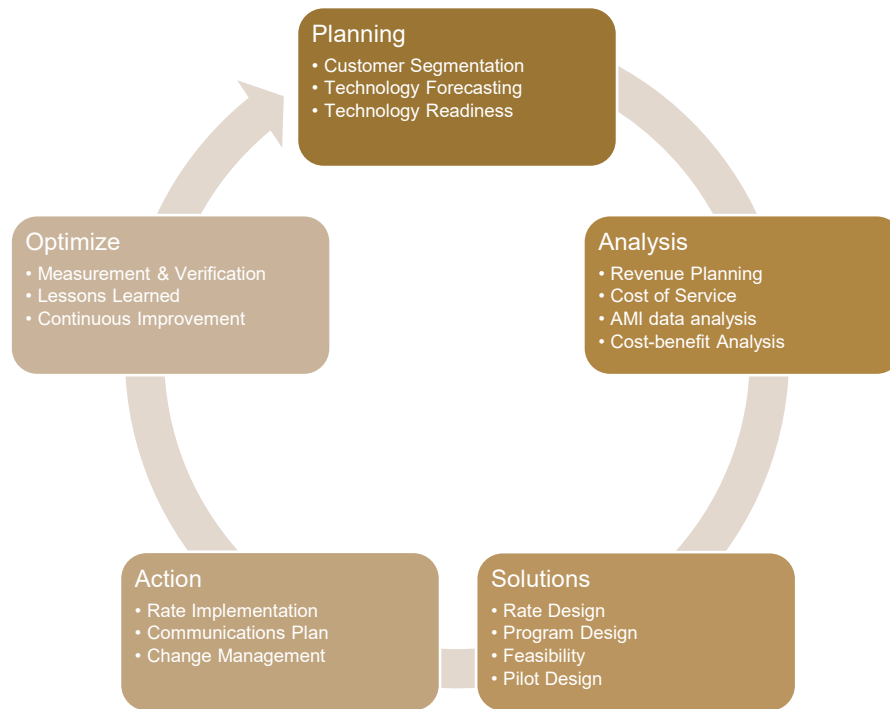 Planning
• Customer Segmentation
• Technology Forecasting
• Technology Readiness
Analysis
• Revenue Planning
• Cost of Service
• AMI data analysis
• Cost-benefit Analysis
Solutions
• Rate Design
• Program Design
• Feasibility
• Pilot Design
Action
• Rate Implementation
• Communications Plan
• Change Management
Optimize
• Measurement & Verification
• Lessons Learned
• Continuous Improvement